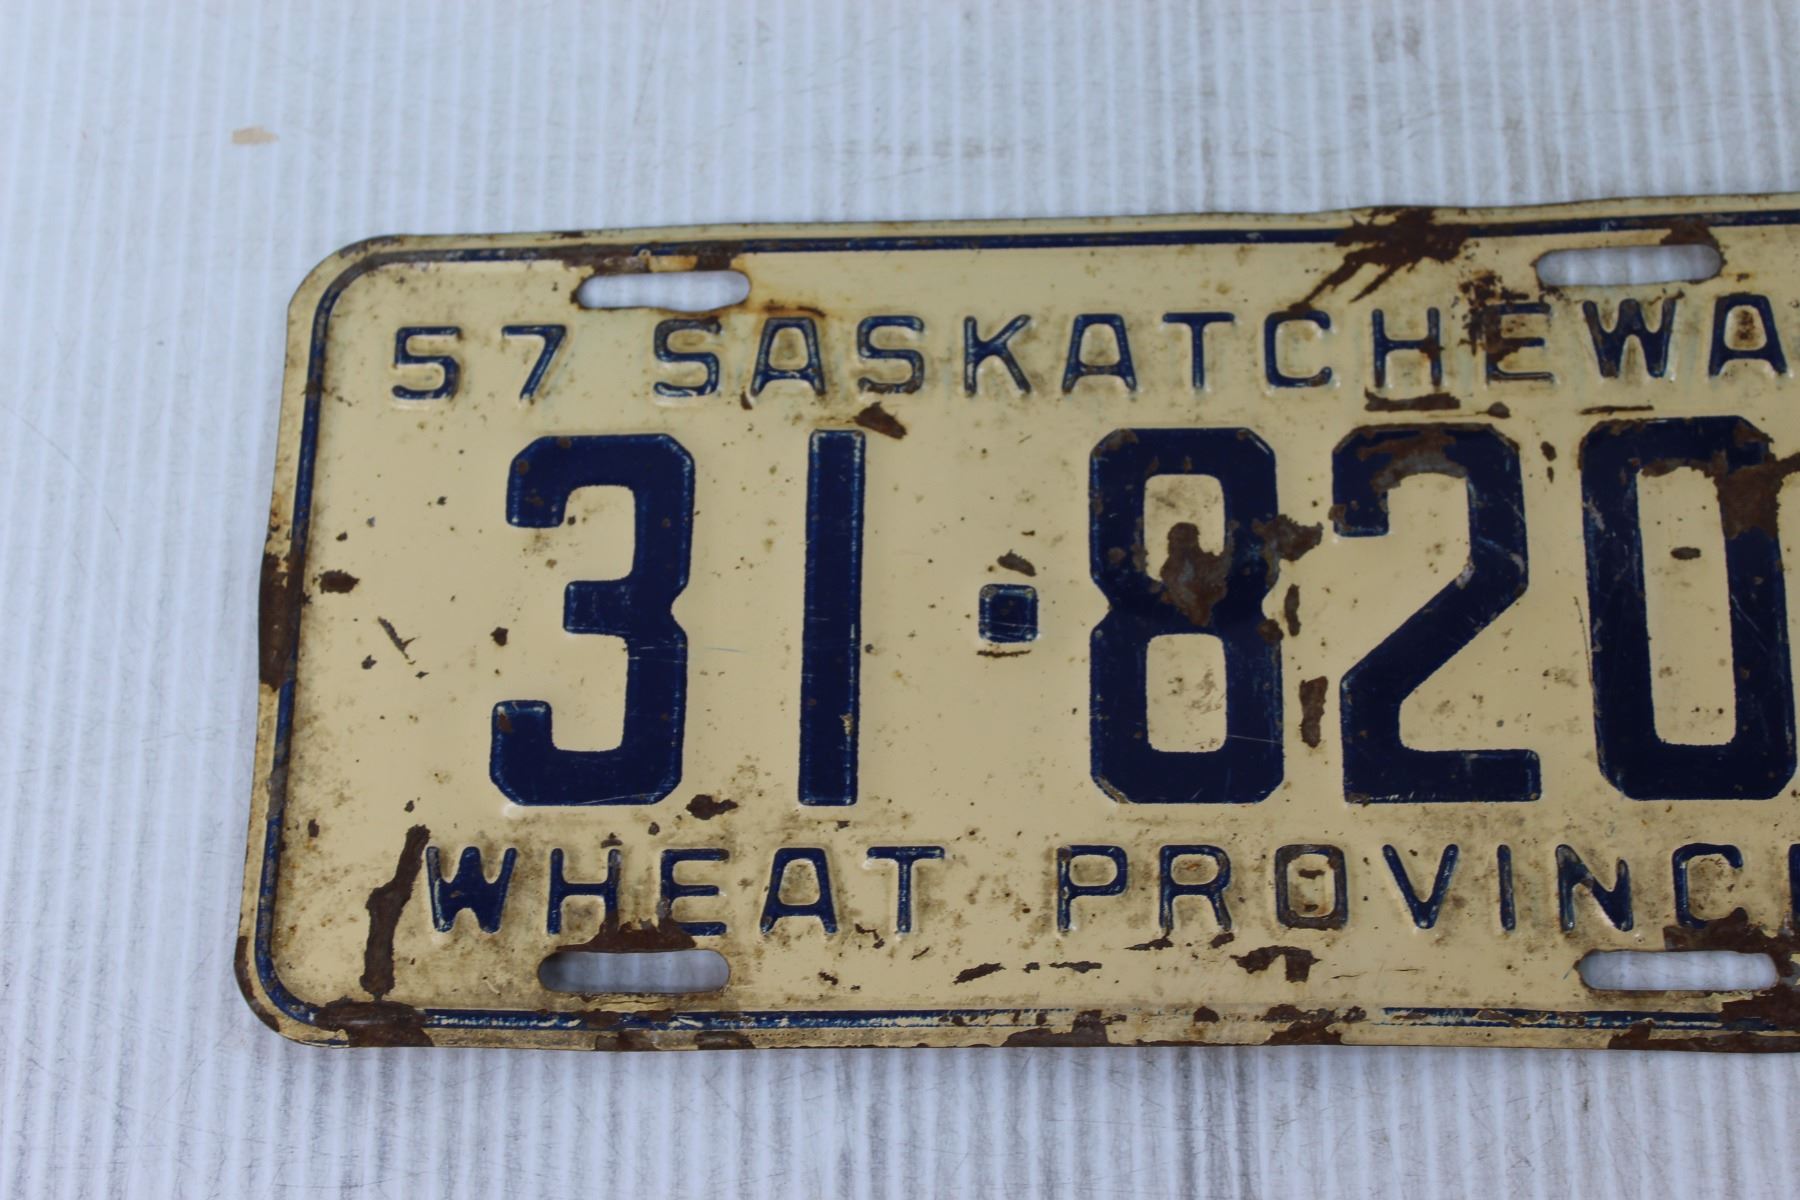 57 SASKATCHEWA
31·820
WHEAT PROVINC